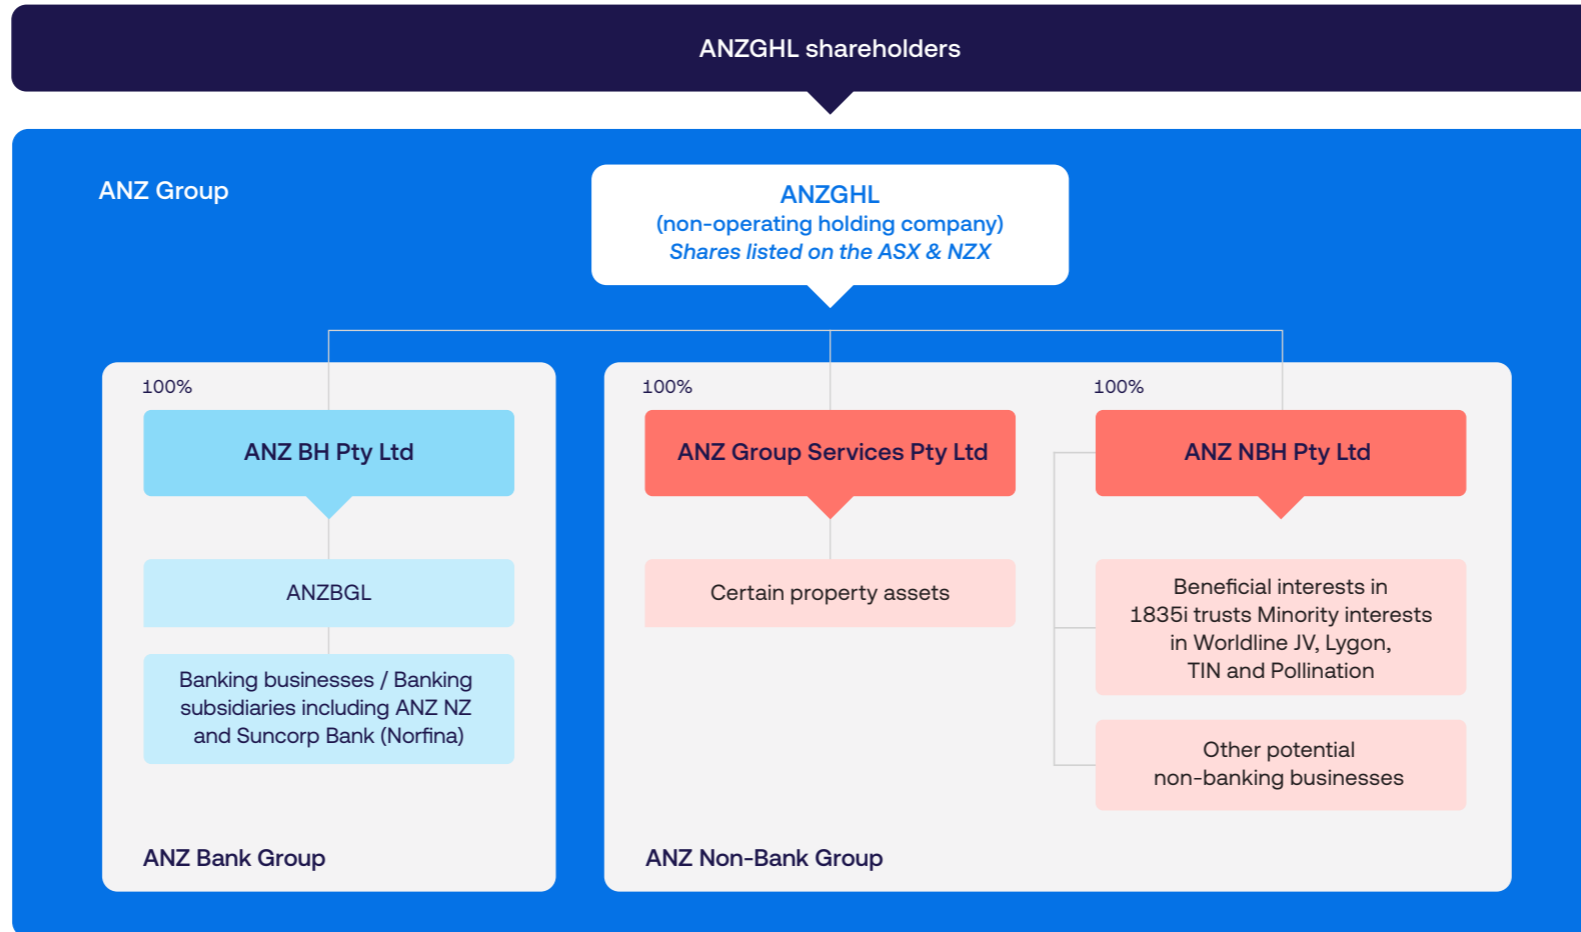 ANZGHL shareholders
ANZ Group
ANZGHL
(non-operating holding company)
Shares listed on the ASX & NZX
100%
ANZ BH Pty Ltd
ANZBGL
Banking businesses / Banking
subsidiaries including ANZ NZ
and Suncorp Bank (Norfina)
ANZ Bank Group
100%
ANZ Group Services Pty Ltd
Certain property assets
100%
ANZ NBH Pty Ltd
Beneficial interests in
1835i trusts Minority interests
in Worldline JV, Lygon,
TIN and Pollination
Other potential
non-banking businesses
ANZ Non-Bank Group